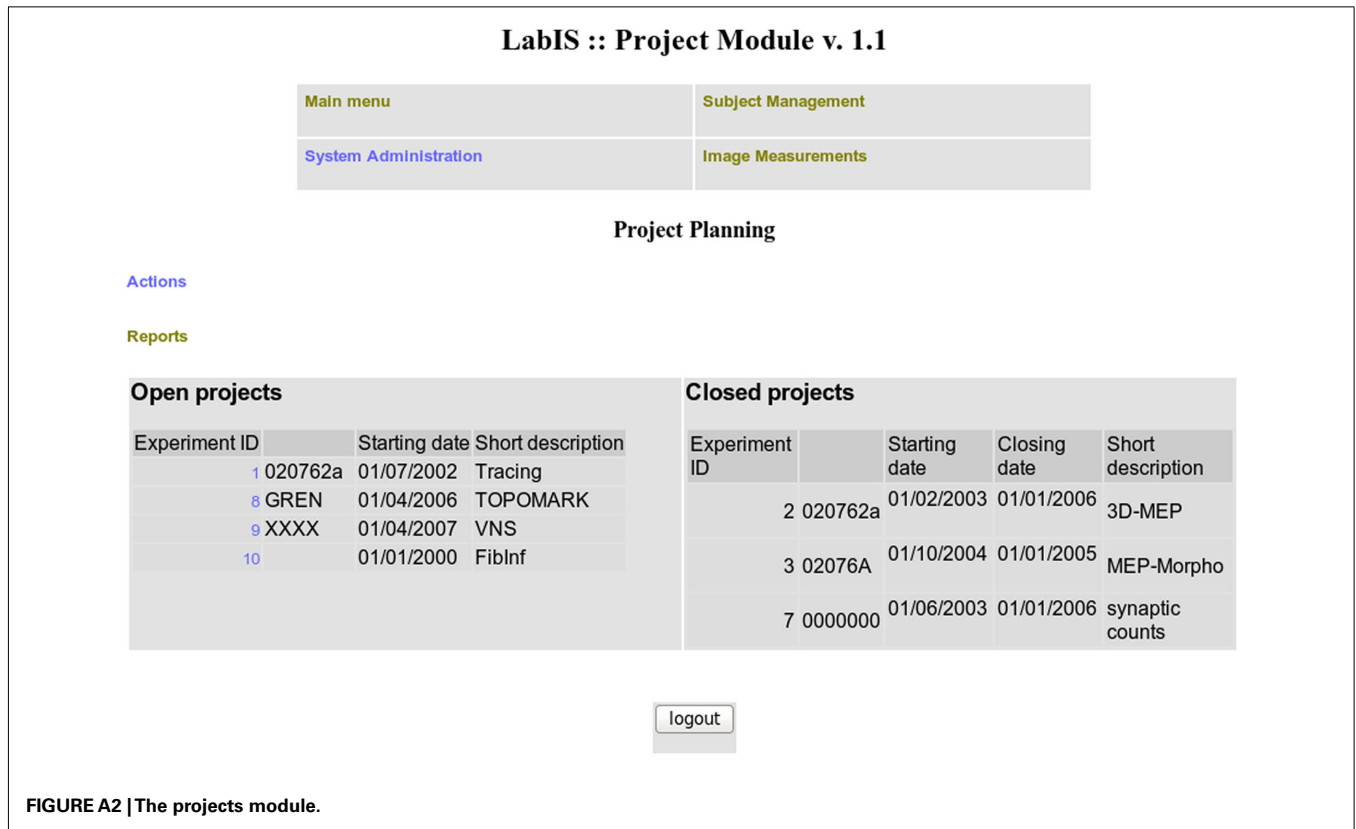 LabIS :: Project Module v. 1.1
Main menu
Subject Management
System Administration
Image Measurements
Project Planning
Actions
Reports
Open projects
Experiment ID Starting date Short description
1 020762a 01/07/2002 Tracing
8 GREN 01/04/2006 TOPOMARK
9 XXXX 01/04/2007 VNS
10 01/01/2000 FibInf
Closed projects
Experiment ID Starting date Closing date Short description
2 020762a 01/02/2003 01/01/2006 3D-MEP
3 02076A 01/10/2004 01/01/2005 MEP-Morpho
7 0000000 01/06/2003 01/01/2006 synaptic counts
logout
FIGURE A2 | The projects module.